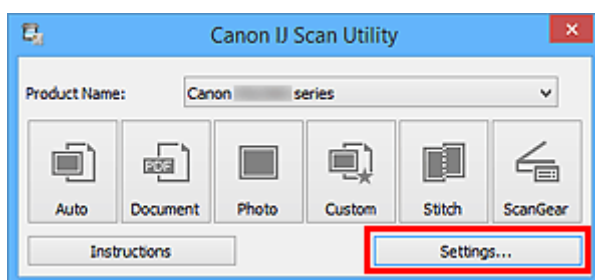 Canon IJ Scan Utility
Product Name: Canon series
PDF
Auto Document Photo Custom Stitch ScanGear
Instructions Settings...